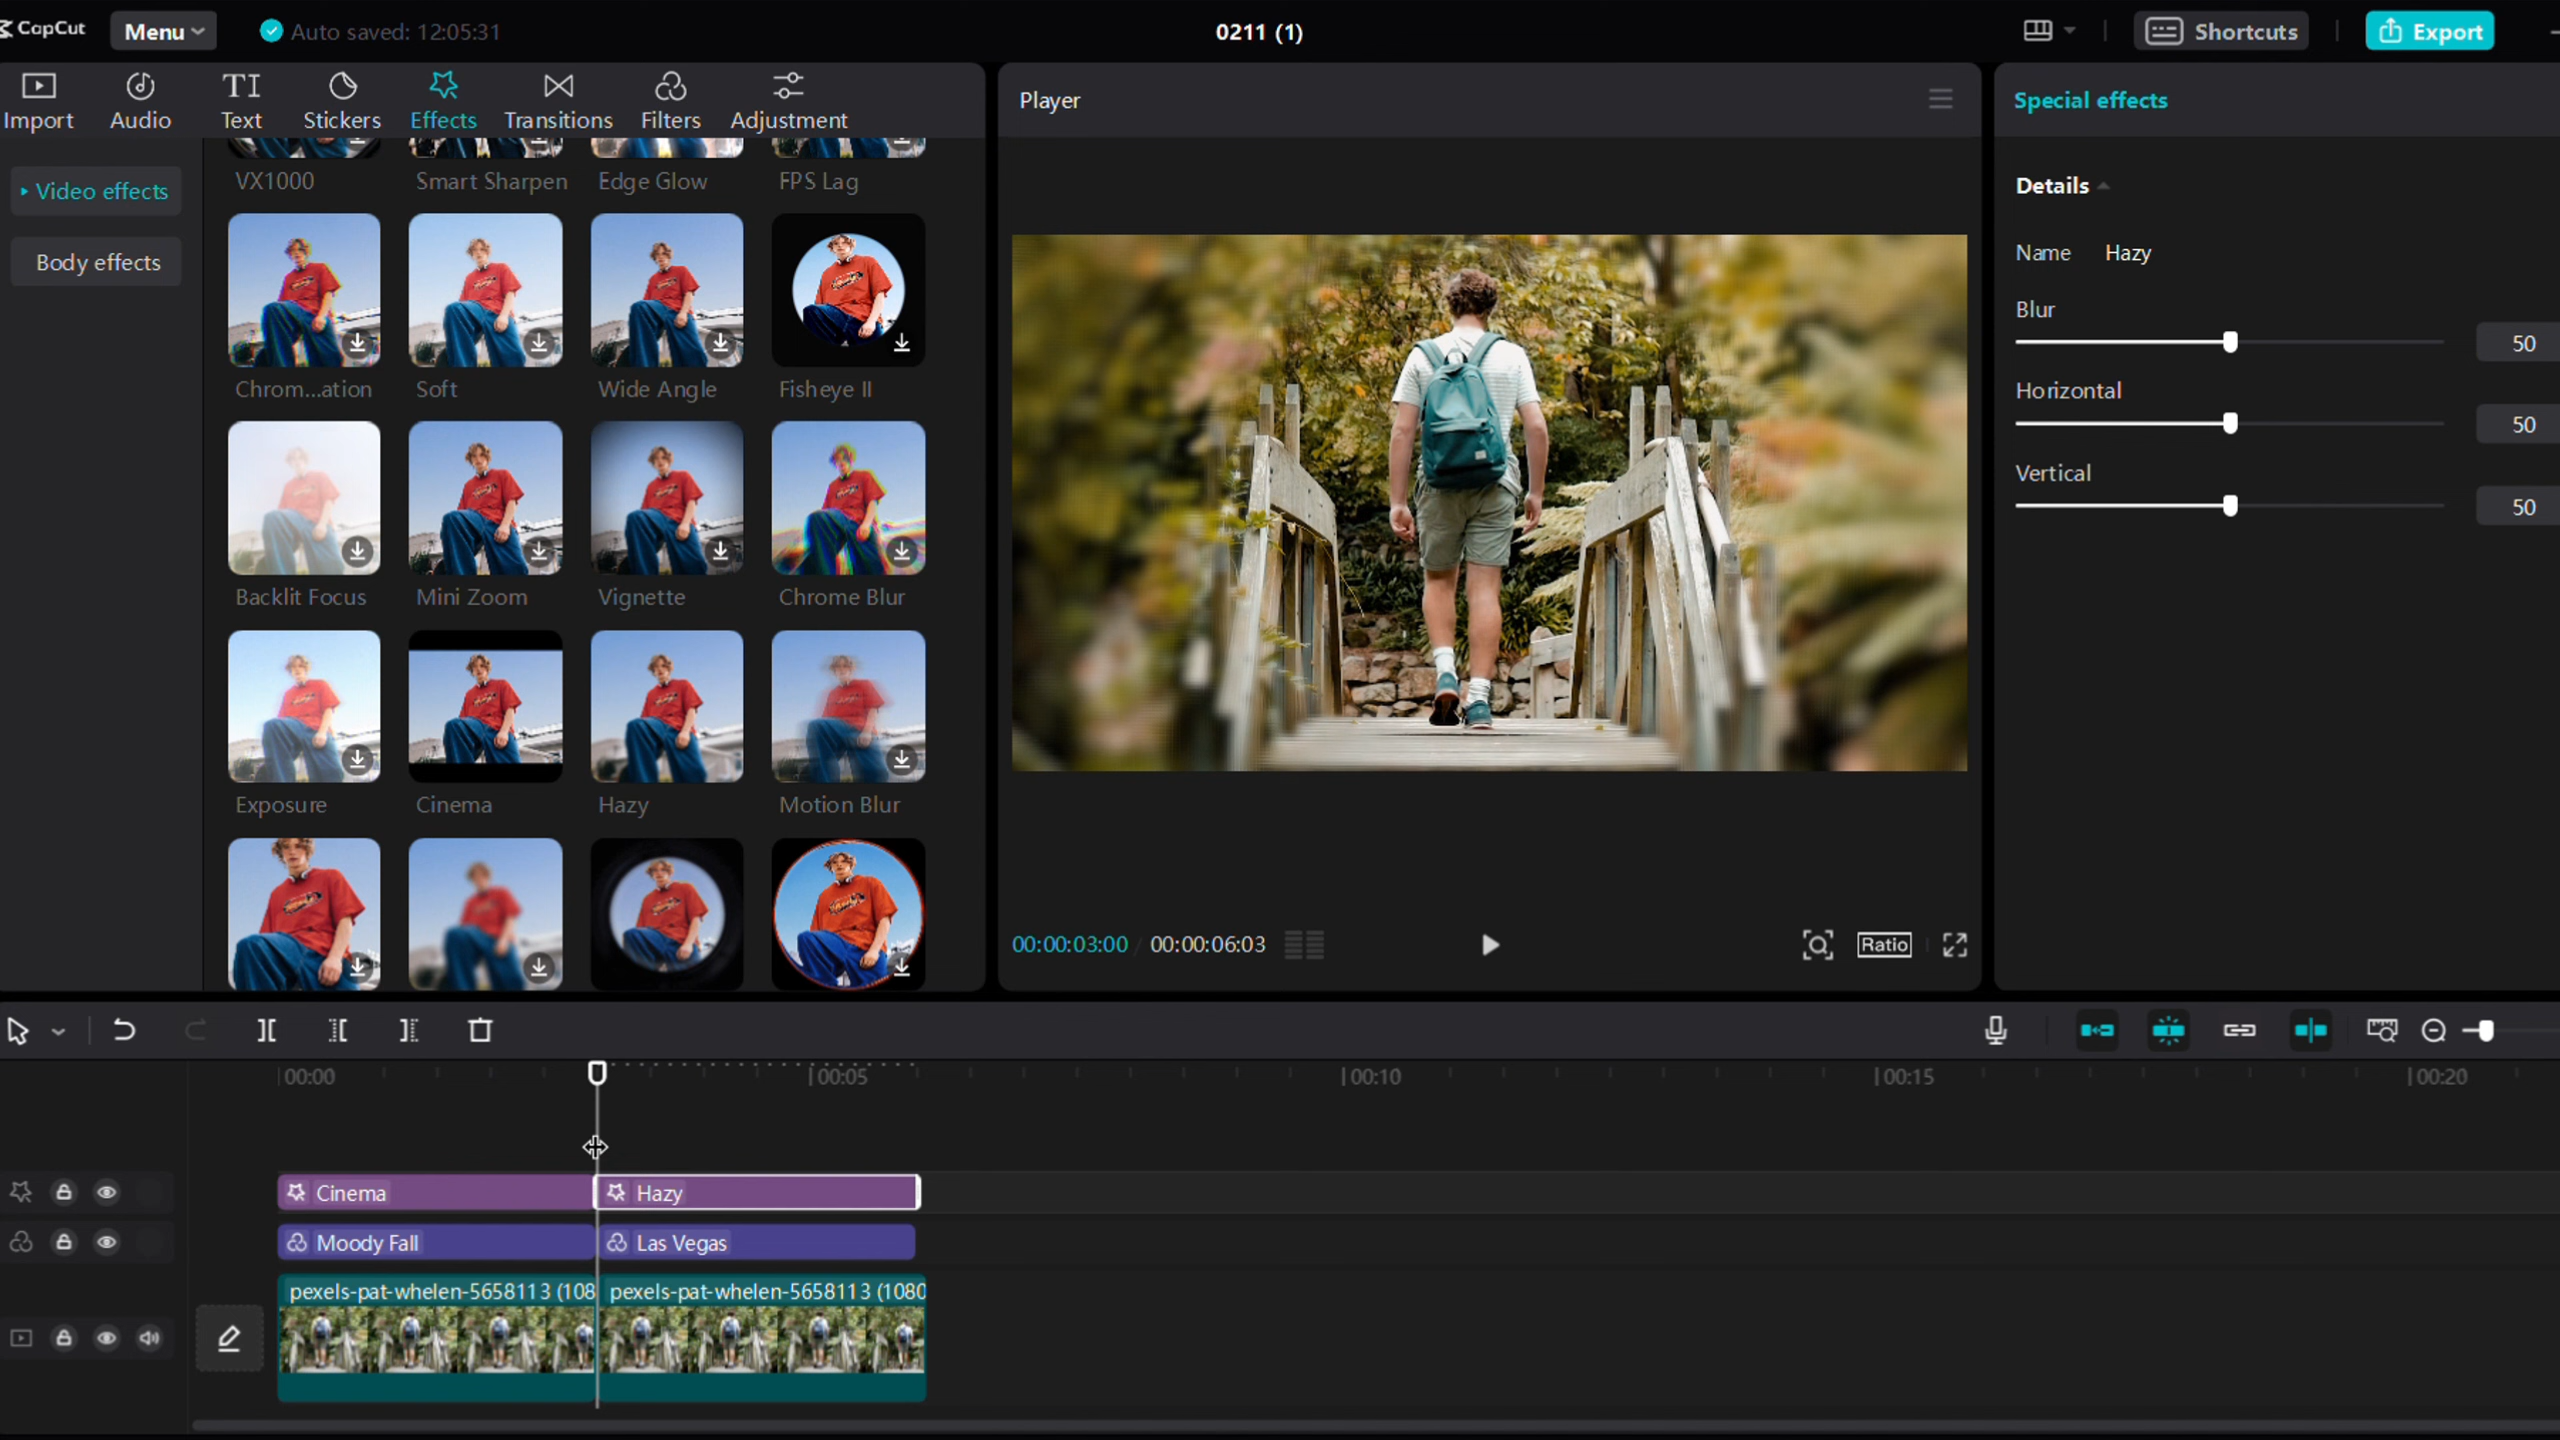 CapCut
Menu
Auto saved: 12:05:31
0211 (1)
Shortcuts
Export
Import
Audio
TI
Text
Stickers
Effects
Transitions
Filters
Adjustment
Video effects
Body effects
VX1000
Smart Sharpen
Edge Glow
FPS Lag
Chrom...ation
Soft
Wide Angle
Fisheye II
Backlit Focus
Mini Zoom
Vignette
Chrome Blur
Exposure
Cinema
Hazy
Motion Blur
Player
00:00:03:00 / 00:00:06:03
Ratio
Special effects
Details
Name Hazy
Blur
50
Horizontal
50
Vertical
50
00:00
00:05
00:10
00:15
00:20
Cinema
Hazy
Moody Fall
Las Vegas
pexels-pat-whelen-5658113 (108
pexels-pat-whelen-5658113 (1080